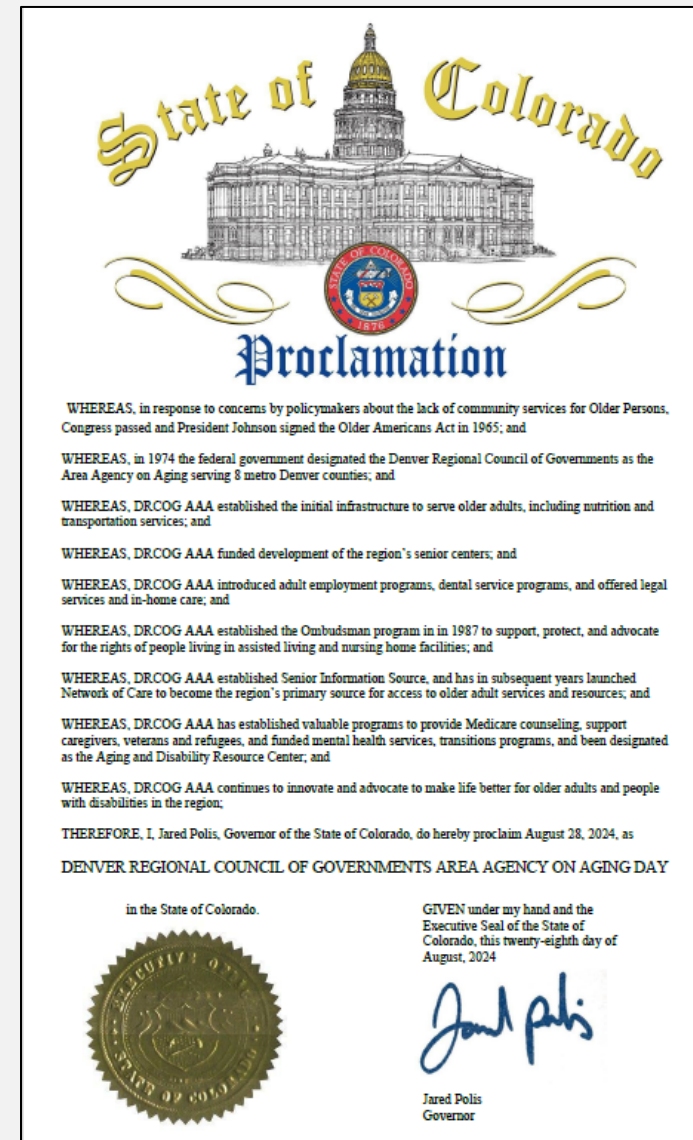 State of Colorado
STATE OF COLORADO
1876
Proclamation
WHEREAS, in response to concerns by policymakers about the lack of community services for Older Persons,
Congress passed and President Johnson signed the Older Americans Act in 1965; and
WHEREAS, in 1974 the federal government designated the Denver Regional Council of Governments as the
Area Agency on Aging serving 8 metro Denver counties; and
WHEREAS, DRCOG AAA established the initial infrastructure to serve older adults, including nutrition and
transportation services; and
WHEREAS, DRCOG AAA funded development of the region's senior centers; and
WHEREAS, DRCOG AAA introduced adult employment programs, dental service programs, and offered legal
services and in-home care; and
WHEREAS, DRCOG AAA established the Ombudsman program in in 1987 to support, protect, and advocate
for the rights of people living in assisted living and nursing home facilities; and
WHEREAS, DRCOG AAA established Senior Information Source, and has in subsequent years launched
Network of Care to become the region's primary source for access to older adult services and resources; and
WHEREAS, DRCOG AAA has established valuable programs to provide Medicare counseling, support
caregivers, veterans and refugees, and funded mental health services, transitions programs, and been designated
as the Aging and Disability Resource Center; and
WHEREAS, DRCOG AAA continues to innovate and advocate to make life better for older adults and people
with disabilities in the region;
THEREFORE, I, Jared Polis, Governor of the State of Colorado, do hereby proclaim August 28, 2024, as
DENVER REGIONAL COUNCIL OF GOVERNMENTS AREA AGENCY ON AGING DAY
in the State of Colorado.
GIVEN under my hand and the
Executive Seal of the State of
Colorado, this twenty-eighth day of
August, 2024
EXECUTIVE
STATE OF COLORADO
Jared Polis
Jared Polis
Governor